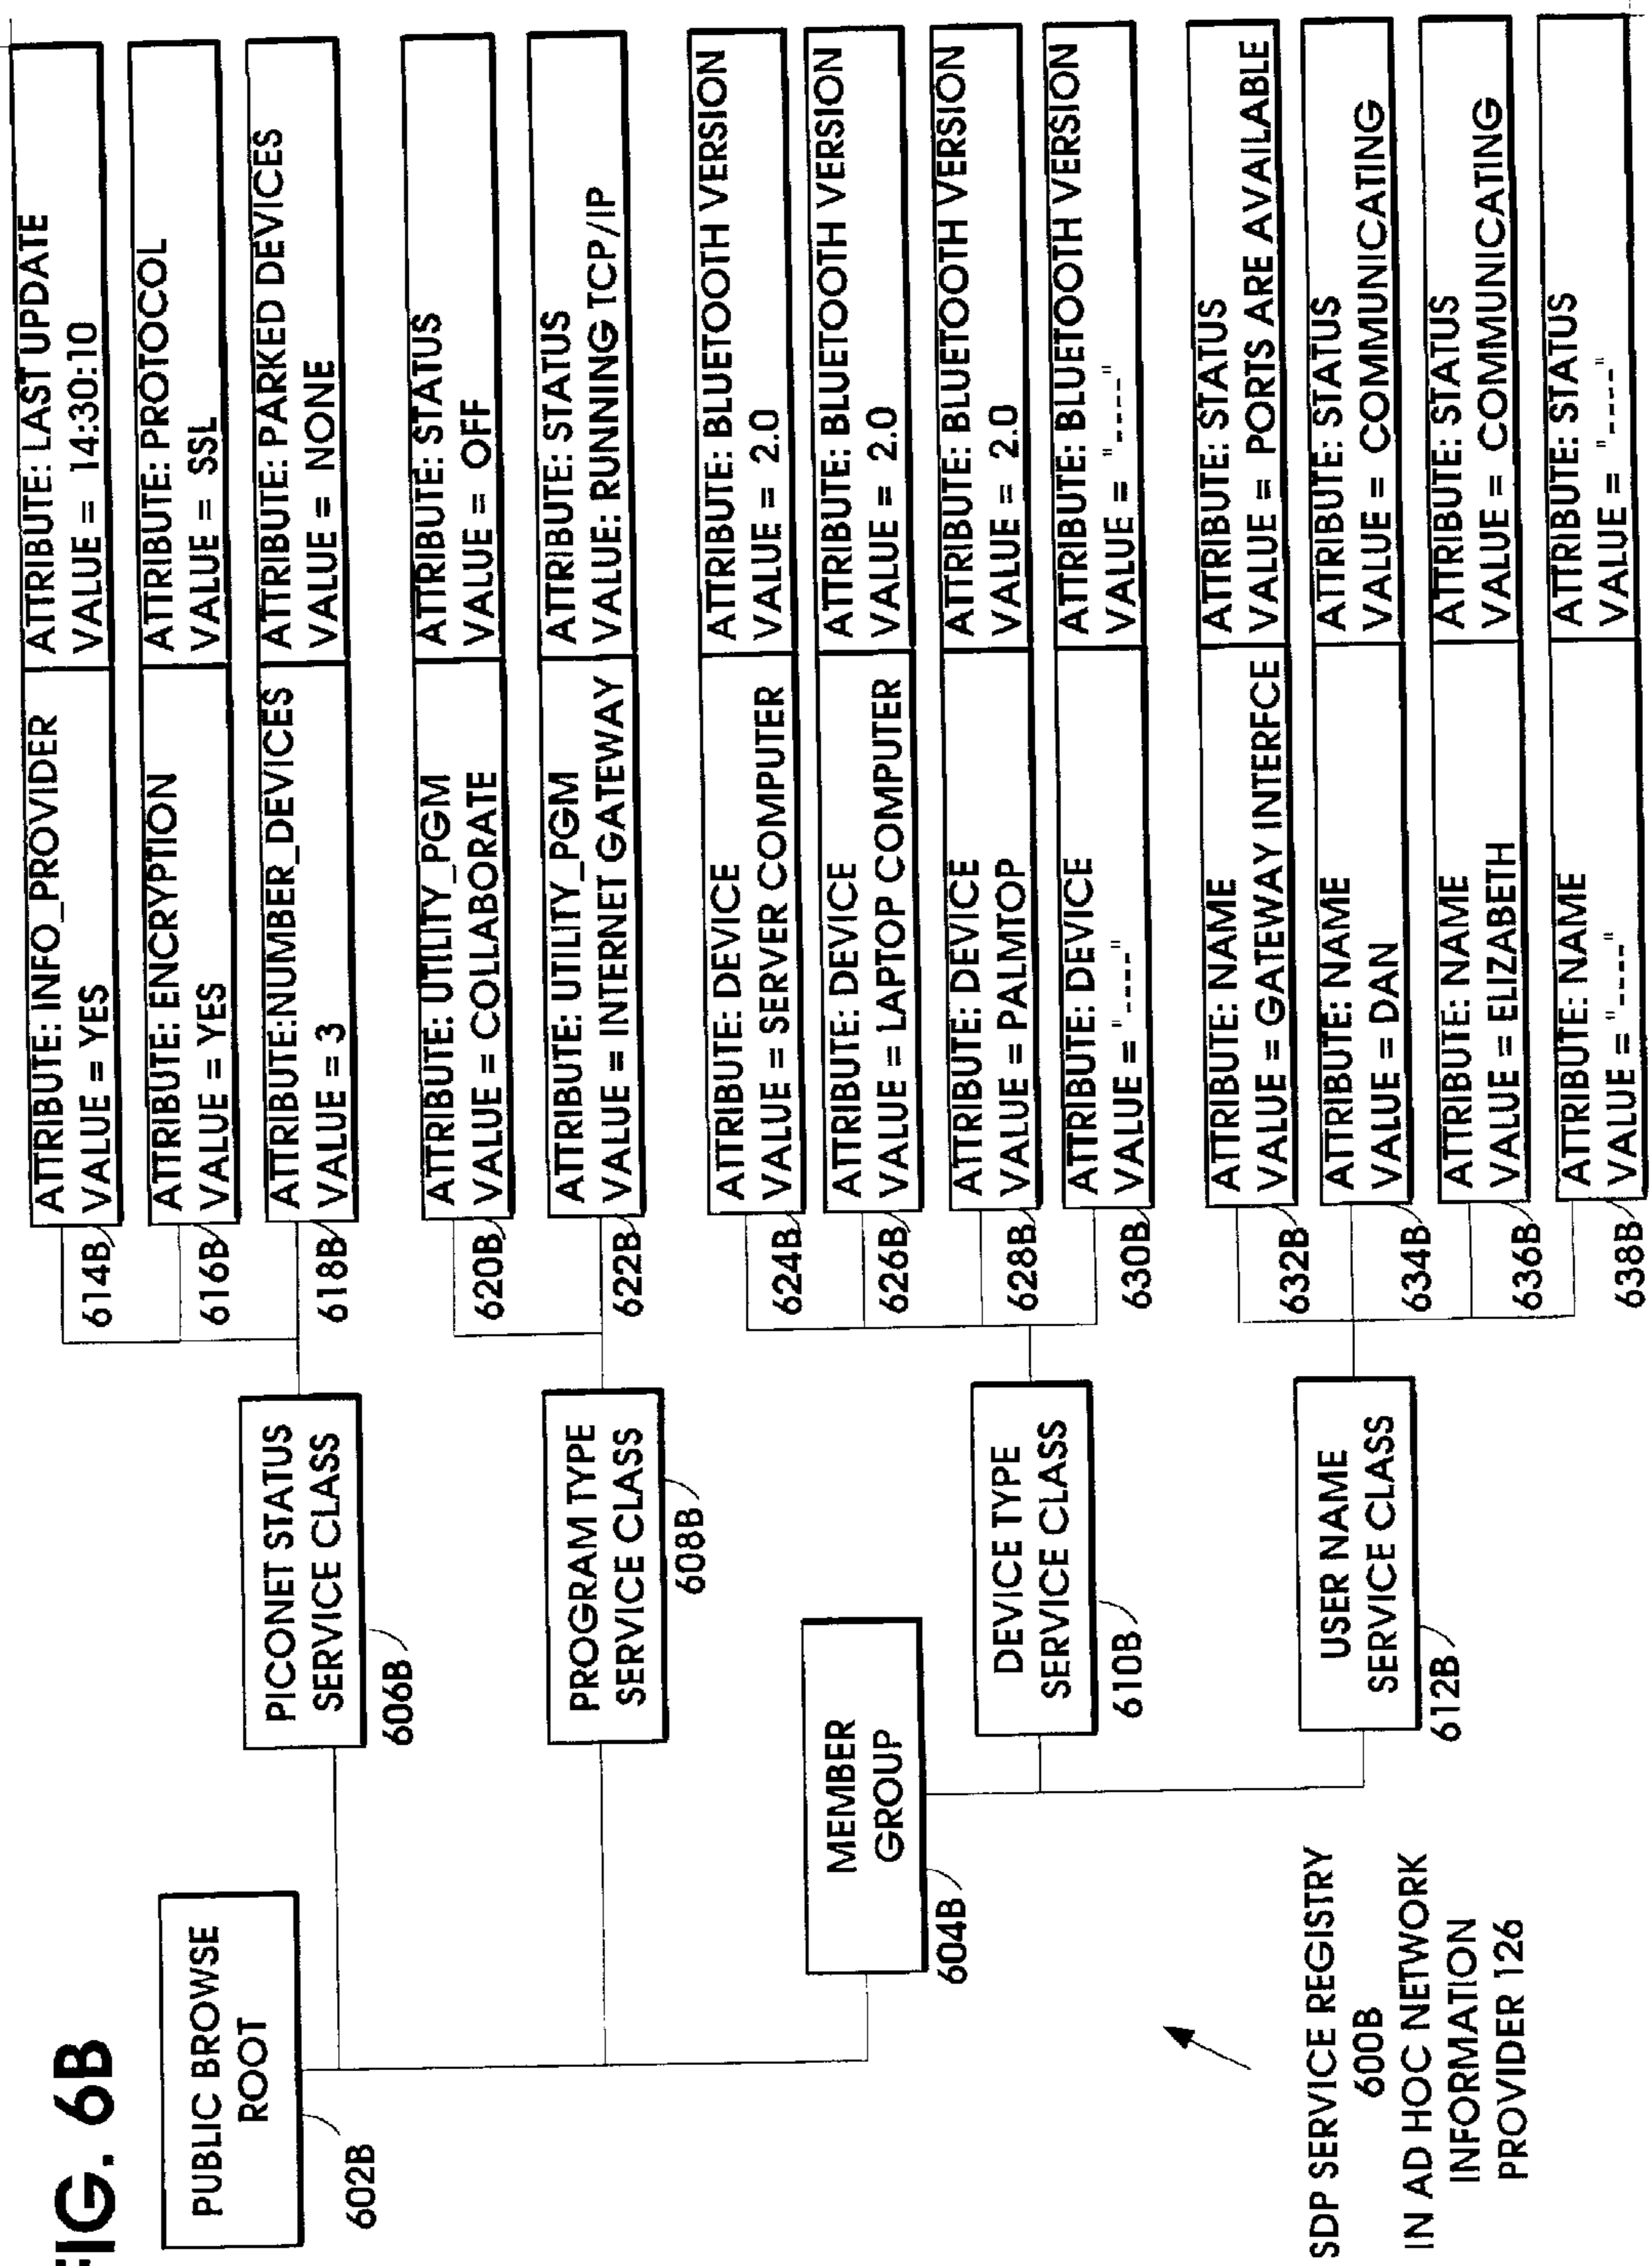 FIG. 6B
PUBLIC BROWSE
ROOT
602B
PICONET STATUS
SERVICE CLASS
606B
ATTRIBUTE: INFO_PROVIDER
VALUE = YES
ATTRIBUTE: LAST UPDATE
VALUE = 14:30:10
614B
ATTRIBUTE: ENCRYPTION
VALUE = YES
ATTRIBUTE: PROTOCOL
VALUE = SSL
616B
ATTRIBUTE:NUMBER_DEVICES
VALUE = 3
ATTRIBUTE: PARKED DEVICES
VALUE = NONE
618B
PROGRAM TYPE
SERVICE CLASS
608B
ATTRIBUTE: UTILITY_PGM
VALUE = COLLABORATE
ATTRIBUTE: STATUS
VALUE = OFF
620B
ATTRIBUTE: UTILITY_PGM
VALUE = INTERNET GATEWAY
ATTRIBUTE: STATUS
VALUE: RUNNING TCP/IP
622B
MEMBER
GROUP
604B
DEVICE TYPE
SERVICE CLASS
610B
ATTRIBUTE: DEVICE
VALUE = SERVER COMPUTER
ATTRIBUTE: BLUETOOTH VERSION
VALUE = 2.0
624B
ATTRIBUTE: DEVICE
VALUE = LAPTOP COMPUTER
ATTRIBUTE: BLUETOOTH VERSION
VALUE = 2.0
626B
ATTRIBUTE: DEVICE
VALUE = PALMTOP
ATTRIBUTE: BLUETOOTH VERSION
VALUE = 2.0
628B
ATTRIBUTE: DEVICE
VALUE = "----"
ATTRIBUTE: BLUETOOTH VERSION
VALUE = "----"
630B
USER NAME
SERVICE CLASS
612B
ATTRIBUTE: NAME
VALUE = GATEWAY INTERFCE
ATTRIBUTE: STATUS
VALUE = PORTS ARE AVAILABLE
632B
ATTRIBUTE: NAME
VALUE = DAN
ATTRIBUTE: STATUS
VALUE = COMMUNICATING
634B
ATTRIBUTE: NAME
VALUE = ELIZABETH
ATTRIBUTE: STATUS
VALUE = COMMUNICATING
636B
ATTRIBUTE: NAME
VALUE = "----"
ATTRIBUTE: STATUS
VALUE = "----"
638B
SDP SERVICE REGISTRY
600B
IN AD HOC NETWORK
INFORMATION
PROVIDER 126